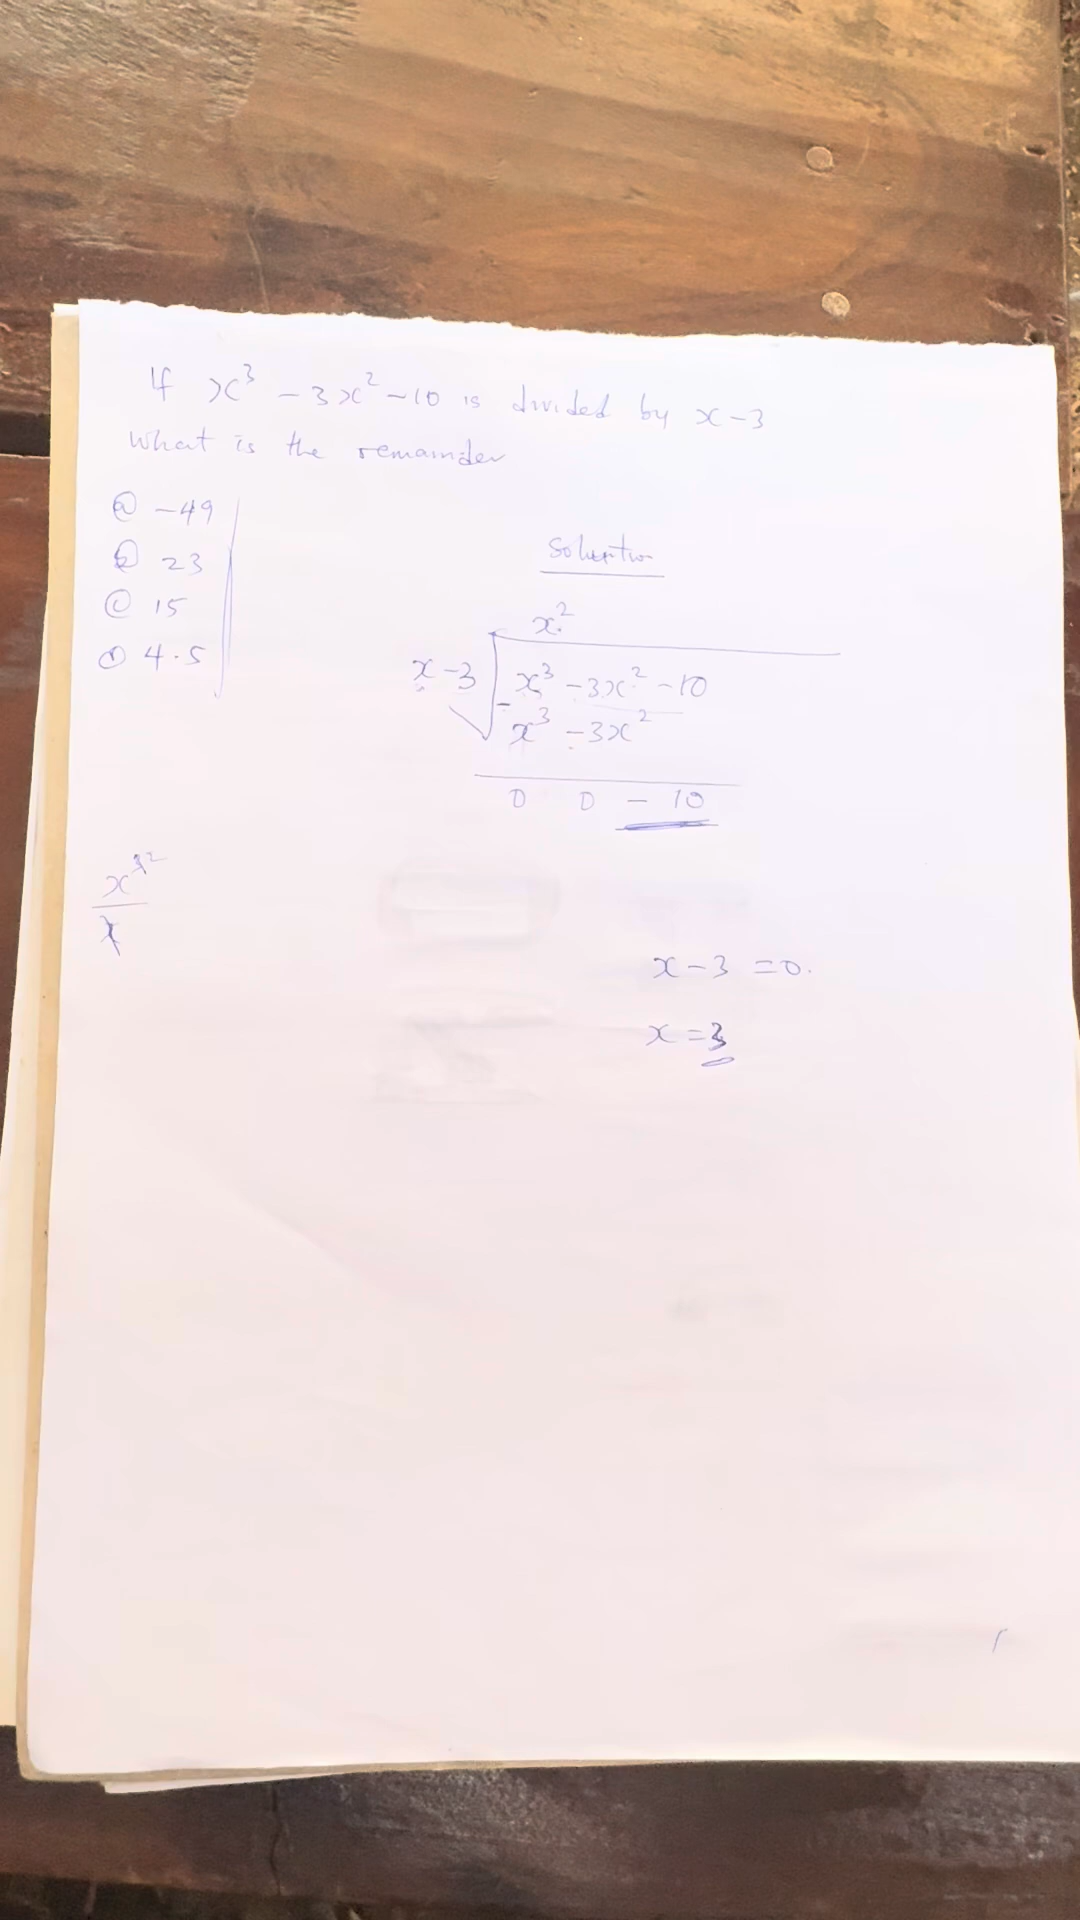 If x³ - 3x² - 10 is divided by x - 3
what is the remainder
ⓐ -49
ⓑ 23
ⓒ 15
ⓓ 4.5
Solution
x²
x - 3 x³ - 3x² - 10
- x³ - 3x²
0 0 - 10
x³ 2
x
x - 3 = 0.
x = 3